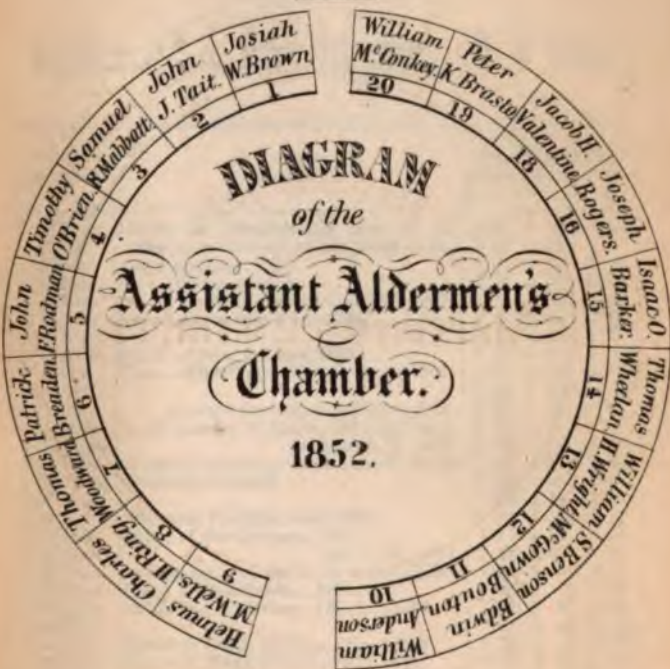 DIAGRAM
of the
Assistant Aldermen's
Chamber.
1852.
Josiah
W. Brown
1
John
J. Tait.
2
Samuel
R. Mabbatt.
3
Timothy
O'Brien.
4
John
F. Rodman
5
Patrick
Breaden.
6
Thomas
Woodward
7
Charles
H. Ring.
8
Helmus
M. Wells
9
William
Anderson
10
Edwin
Bouton
11
S. Benson
McGown
12
William
H. Wright.
13
Thomas
Wheelan
14
Isaac O.
Barker.
15
Joseph
Rogers.
16
Jacob H.
Valentine
18
Peter
K. Brasto
19
William
McConkey.
20